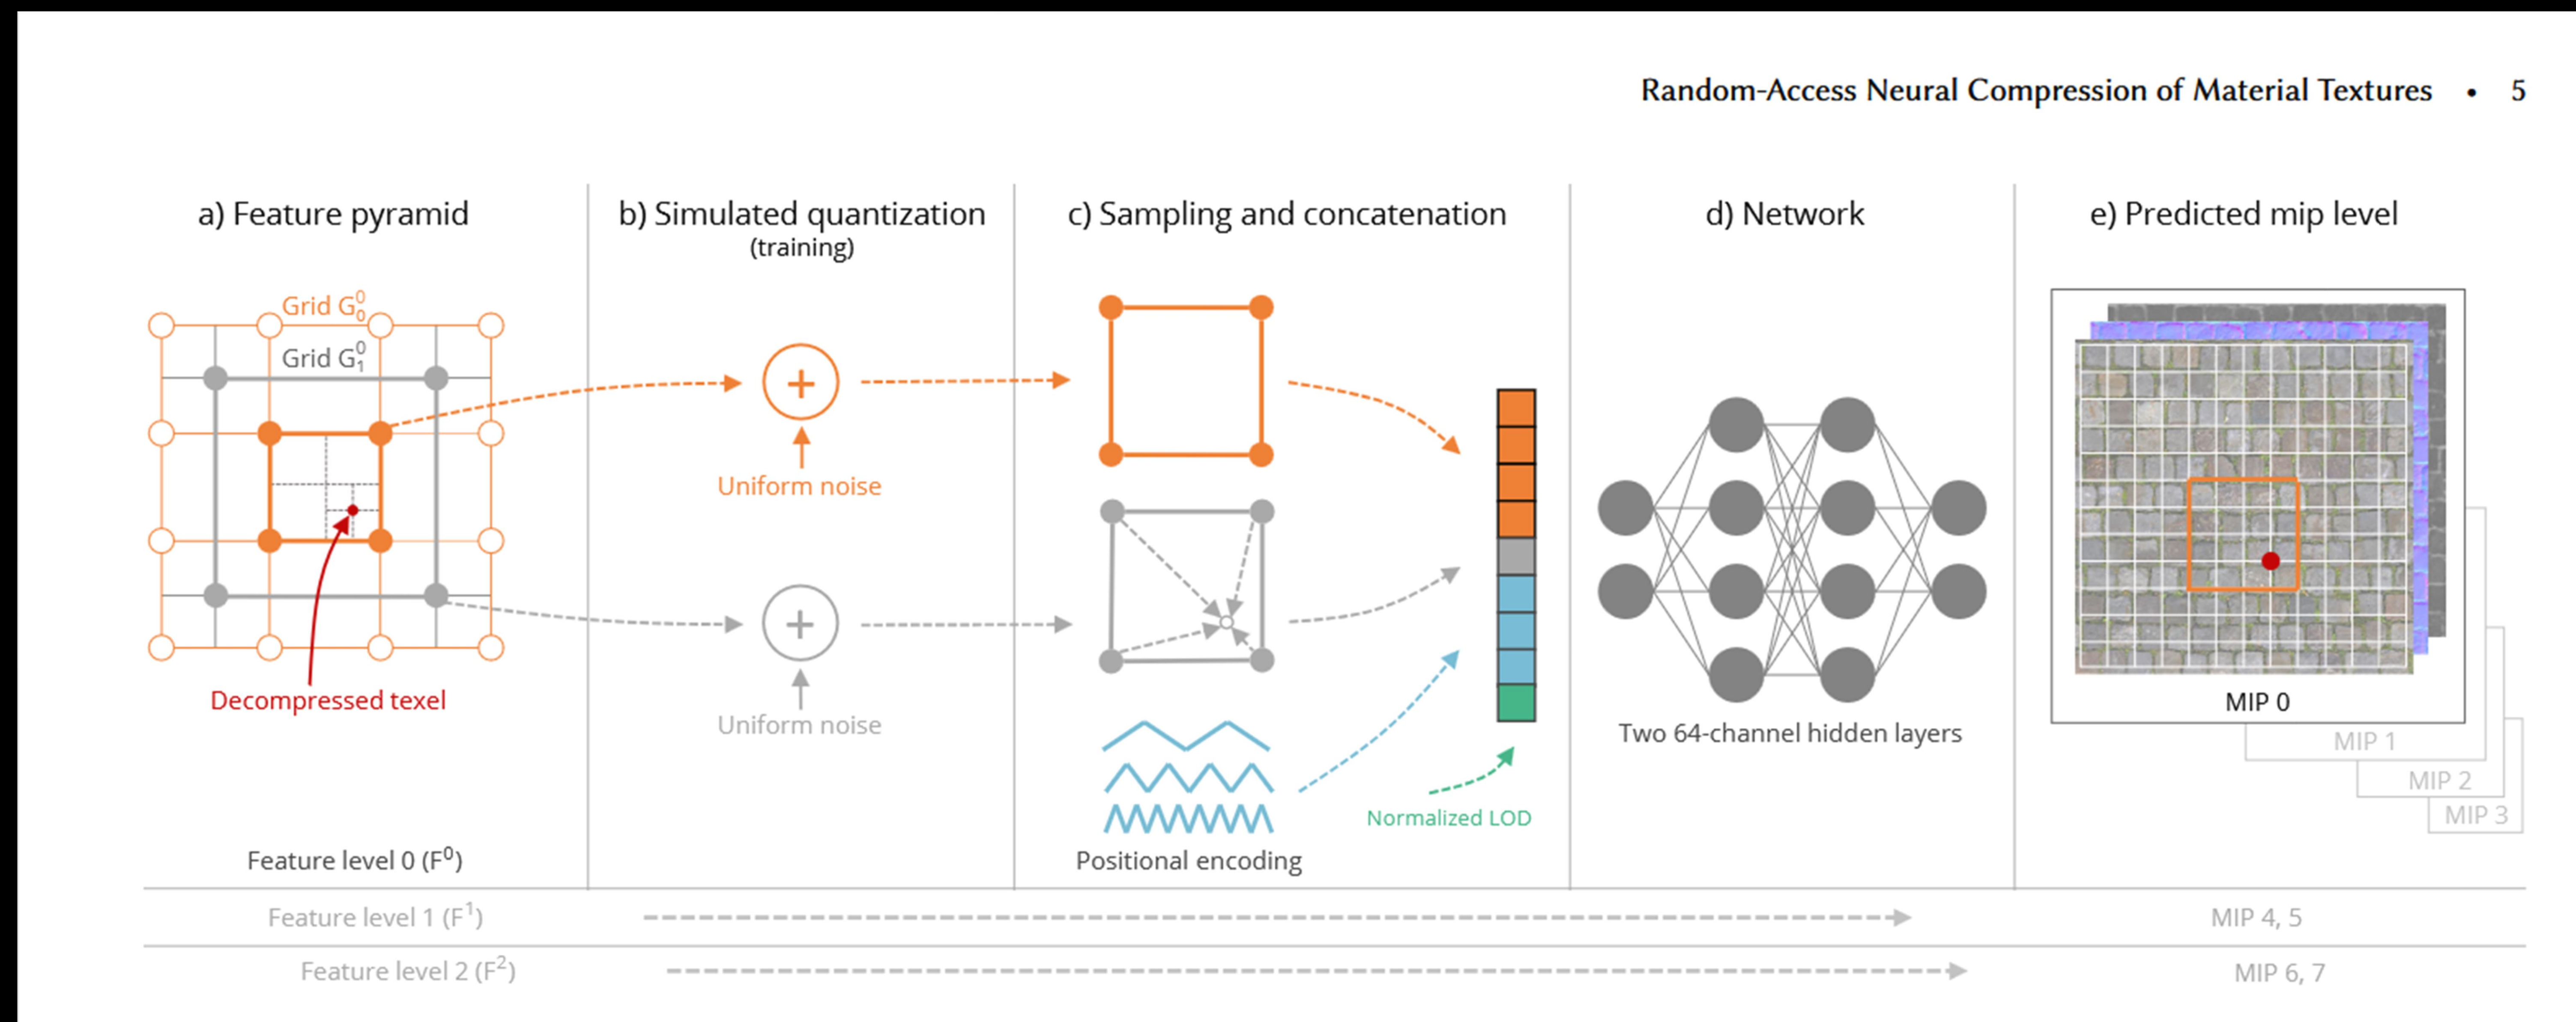 Random-Access Neural Compression of Material Textures • 5
a) Feature pyramid
b) Simulated quantization
(training)
c) Sampling and concatenation
d) Network
e) Predicted mip level
Grid G⁰₀
Grid G⁰₁
Decompressed texel
Feature level 0 (F⁰)
+
Uniform noise
+
Uniform noise
Positional encoding
Normalized LOD
Two 64-channel hidden layers
MIP 0
MIP 1
MIP 2
MIP 3
Feature level 1 (F¹)
MIP 4, 5
Feature level 2 (F²)
MIP 6, 7